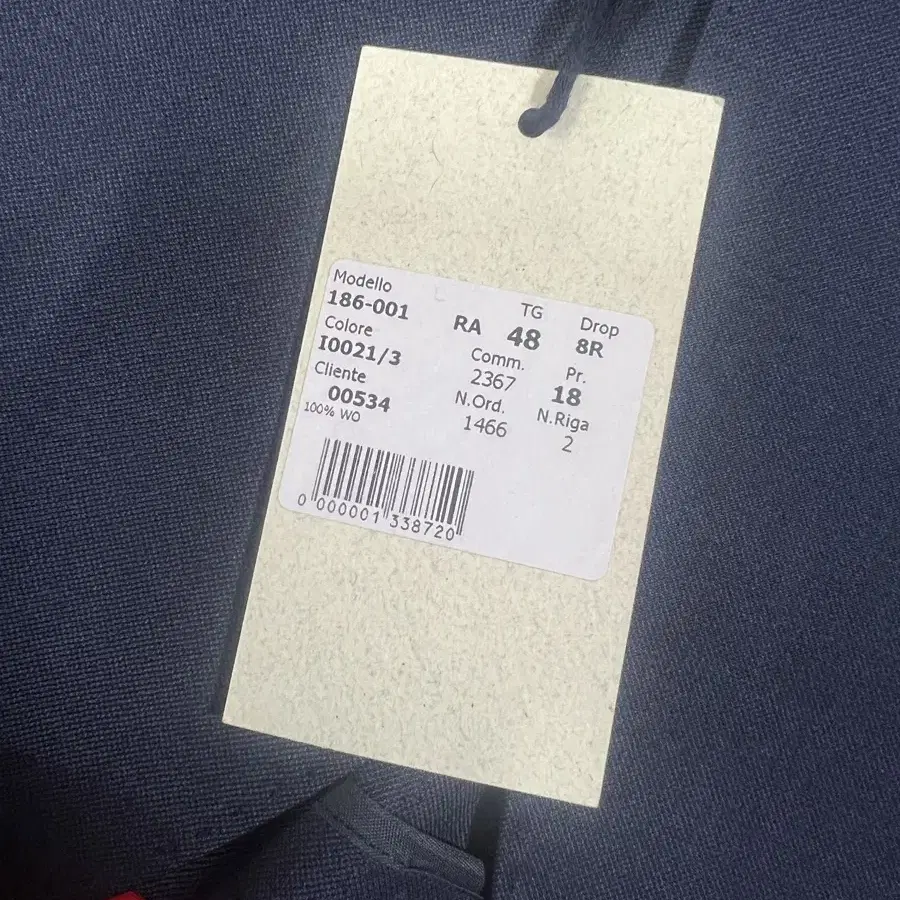 Modello
186-001
Colore
I0021/3
Cliente
00534
100% WO
RA
TG
48
Drop
8R
Comm.
2367
Pr.
18
N.Ord.
1466
N.Riga
2
0 000001 338720